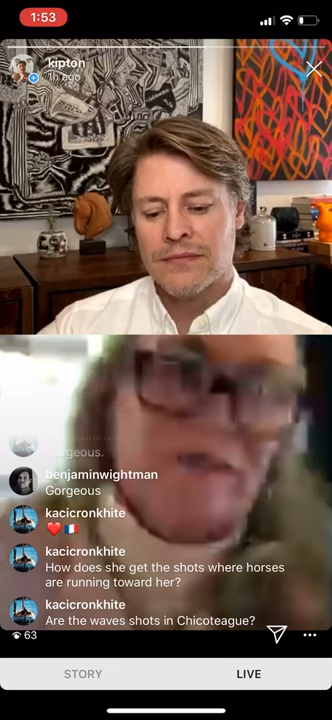 1:53
kipton
1h ago
Gorgeous.
benjaminwightman
Gorgeous
kacicronkhite
❤️🇫🇷
kacicronkhite
How does she get the shots where horses
are running toward her?
kacicronkhite
Are the waves shots in Chicoteague?
63
STORY
LIVE